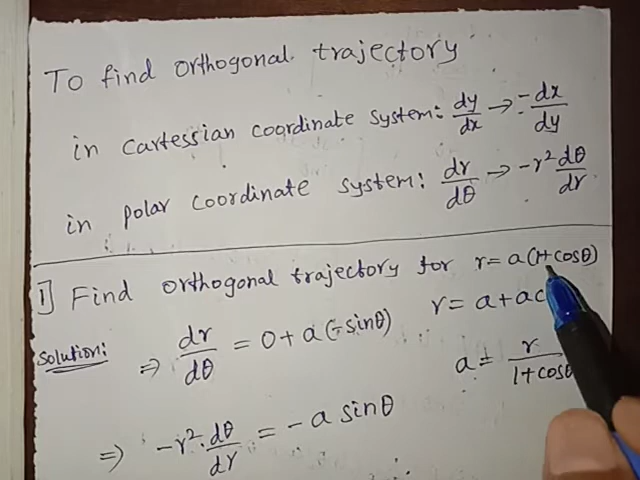 To find orthogonal trajectory
in Cartessian coordinate system: dy/dx → -dx/dy
in polar coordinate system: dr/dθ → -r² dθ/dr
1] Find orthogonal trajectory for r = a(1+cosθ)
Solution: ⇒ dr/dθ = 0 + a(-sinθ)
r = a + ac
a = r/1+cosθ
⇒ -r². dθ/dr = -a sinθ